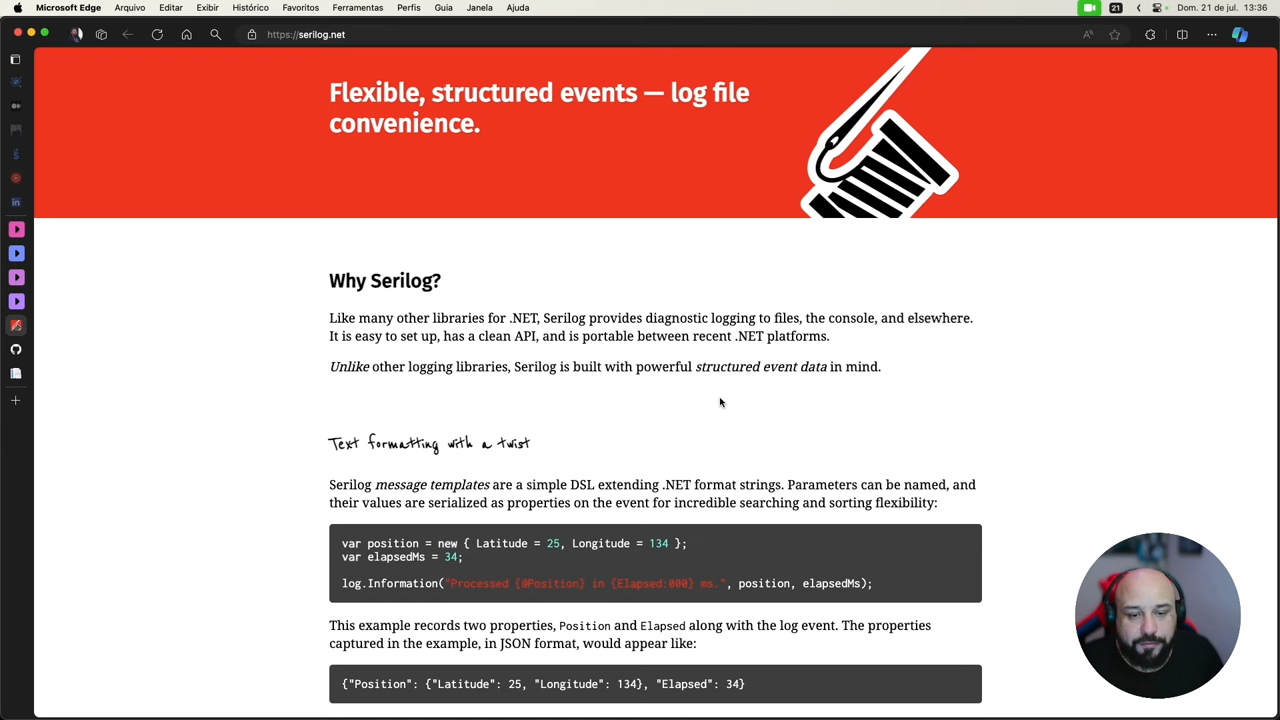 Microsoft Edge Arquivo Editar Exibir Histórico Favoritos Ferramentas Perfis Guia Janela Ajuda 21 Dom. 21 de jul. 13:36
https://serilog.net
Flexible, structured events — log file
convenience.
Why Serilog?
Like many other libraries for .NET, Serilog provides diagnostic logging to files, the console, and elsewhere.
It is easy to set up, has a clean API, and is portable between recent .NET platforms.
Unlike other logging libraries, Serilog is built with powerful structured event data in mind.
Text formatting with a twist
Serilog message templates are a simple DSL extending .NET format strings. Parameters can be named, and
their values are serialized as properties on the event for incredible searching and sorting flexibility:
var position = new { Latitude = 25, Longitude = 134 };
var elapsedMs = 34;
log.Information("Processed {@Position} in {Elapsed:000} ms.", position, elapsedMs);
This example records two properties, Position and Elapsed along with the log event. The properties
captured in the example, in JSON format, would appear like:
{"Position": {"Latitude": 25, "Longitude": 134}, "Elapsed": 34}